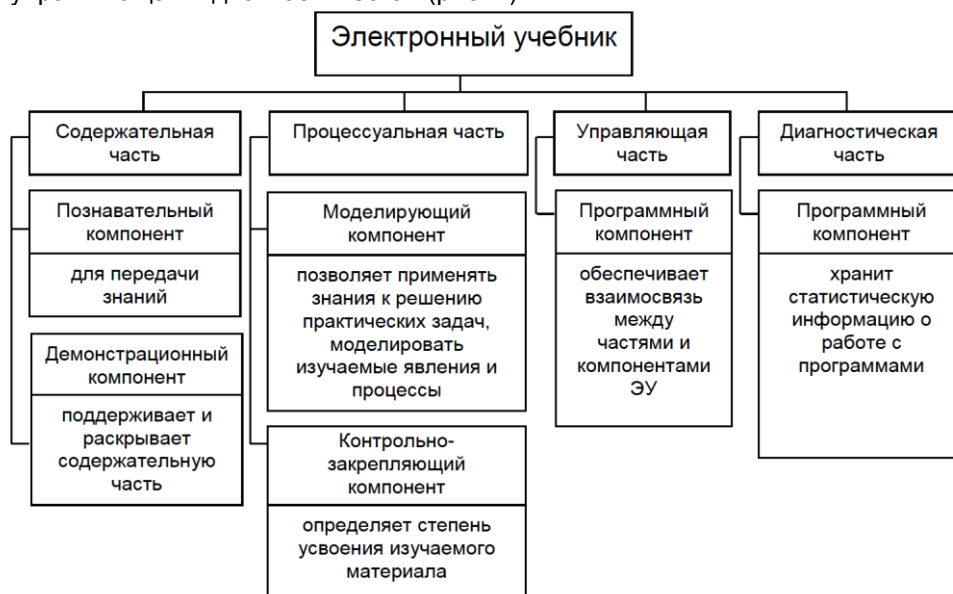 Электронный учебник
Содержательная
часть
Познавательный
компонент
для передачи
знаний
Демонстрационный
компонент
поддерживает и
раскрывает
содержательную
часть
Процессуальная часть
Моделирующий
компонент
позволяет применять
знания к решению
практических задач,
моделировать
изучаемые явления и
процессы
Контрольно-
закрепляющий
компонент
определяет степень
усвоения изучаемого
материала
Управляющая
часть
Программный
компонент
обеспечивает
взаимосвязь
между
частями и
компонентами
ЭУ
Диагностическая
часть
Программный
компонент
хранит
статистическую
информацию о
работе с
программами